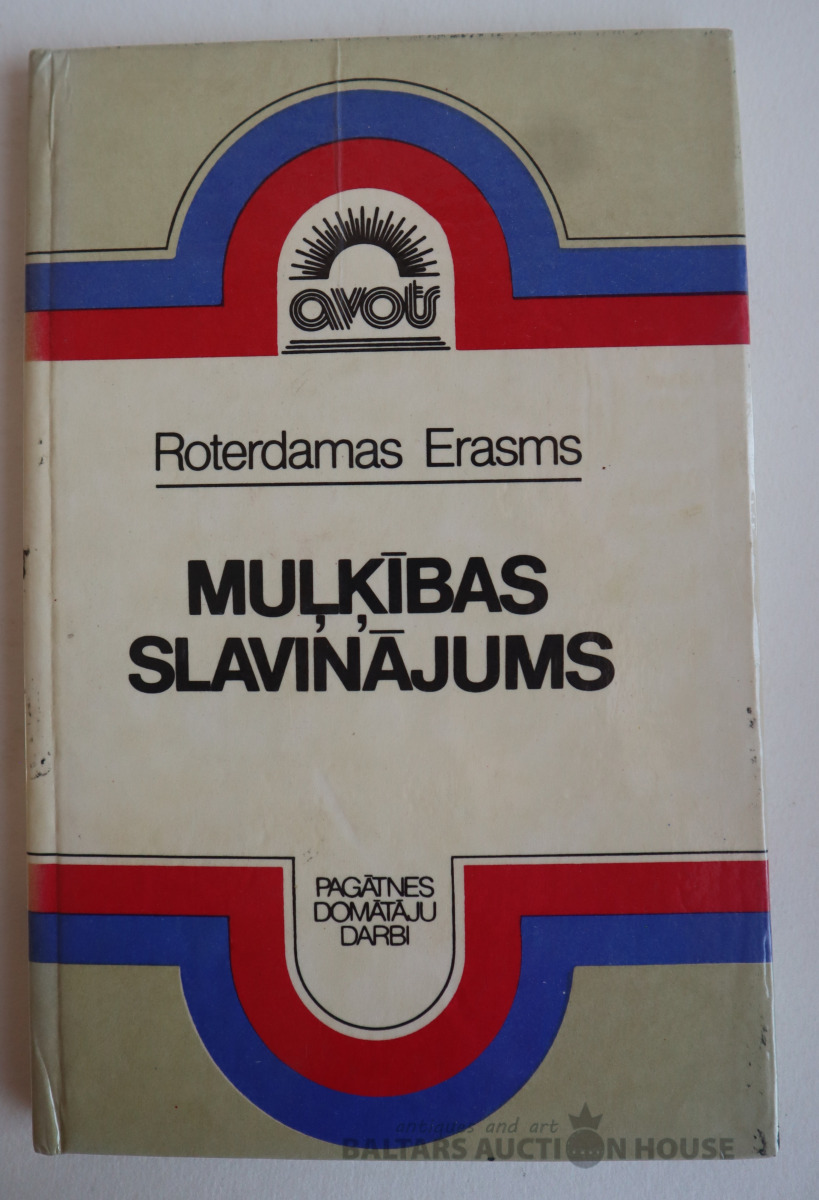 avots
Roterdamas Erasms
MUĻĶĪBAS
SLAVINĀJUMS
PAGĀTNES
DOMĀTĀJU
DARBI
antiques and art
BALTARS AUCTION HOUSE